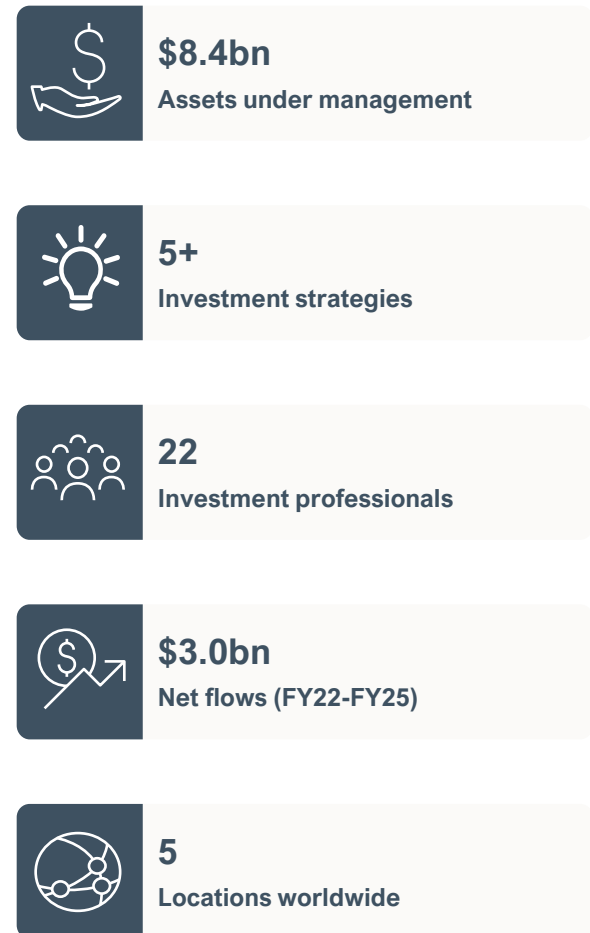 $8.4bn
Assets under management
5+
Investment strategies
22
Investment professionals
$3.0bn
Net flows (FY22-FY25)
5
Locations worldwide